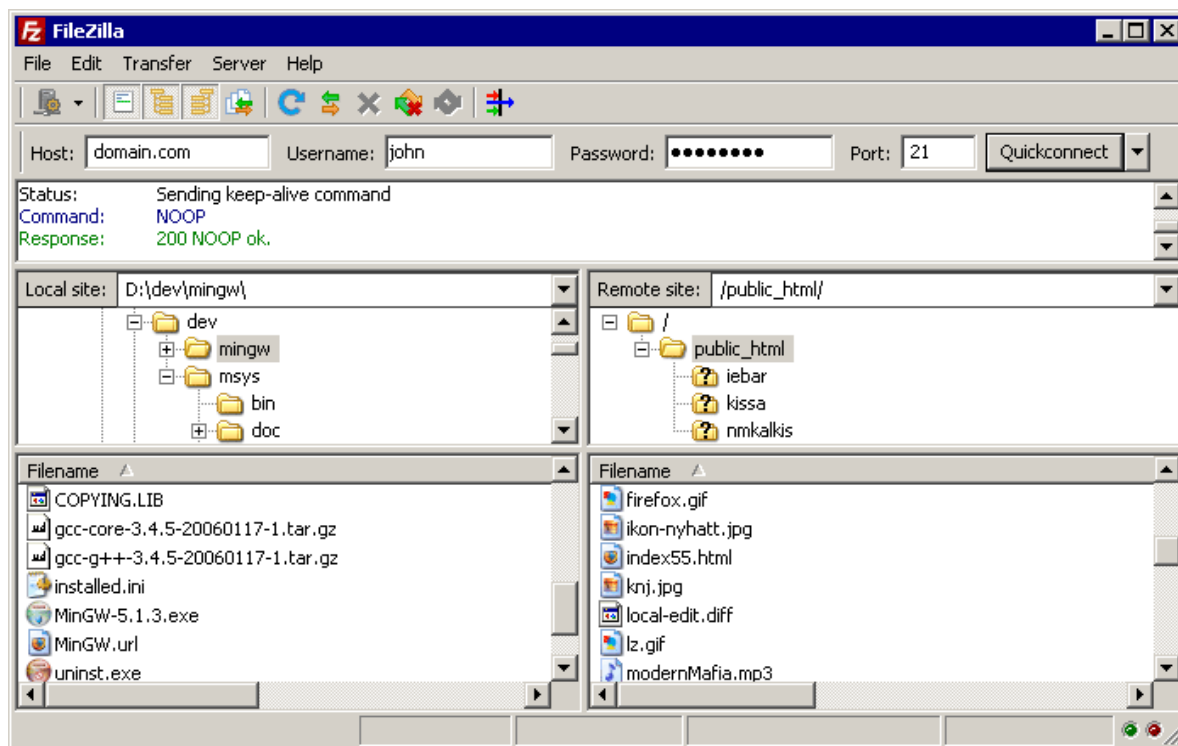 FileZilla
File Edit Transfer Server Help
Host: domain.com Username: john Password: ●●●●●●●● Port: 21 Quickconnect
Status: Sending keep-alive command
Command: NOOP
Response: 200 NOOP ok.
Local site: D:\dev\mingw\
dev
mingw
msys
bin
doc
Remote site: /public_html/
/
public_html
iebar
kissa
nmkalkis
Filename
COPYING.LIB
gcc-core-3.4.5-20060117-1.tar.gz
gcc-g++-3.4.5-20060117-1.tar.gz
installed.ini
MinGW-5.1.3.exe
MinGW.url
uninst.exe
Filename
firefox.gif
ikon-nyhatt.jpg
index55.html
knj.jpg
local-edit.diff
lz.gif
modernMafia.mp3